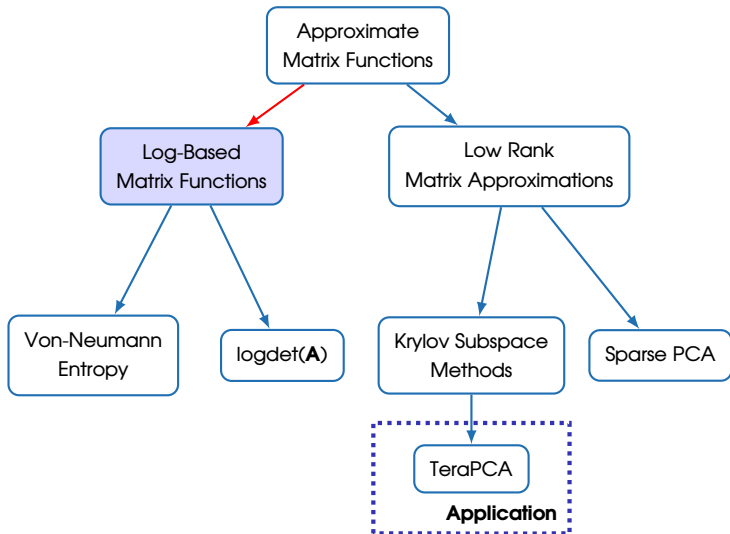 Approximate
Matrix Functions
Log-Based
Matrix Functions
Low Rank
Matrix Approximations
Von-Neumann
Entropy
logdet(A)
Krylov Subspace
Methods
Sparse PCA
TeraPCA
Application